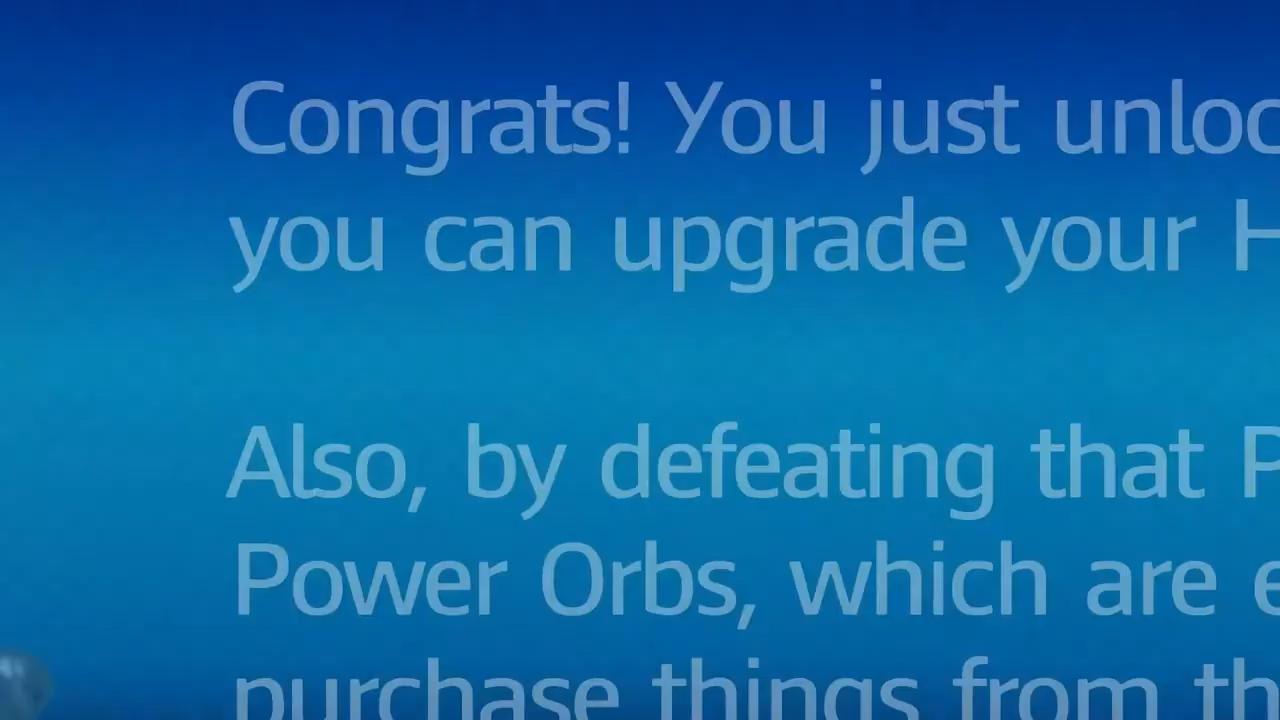 Congrats! You just unloc
you can upgrade your H
Also, by defeating that P
Power Orbs, which are e
purchase things from th